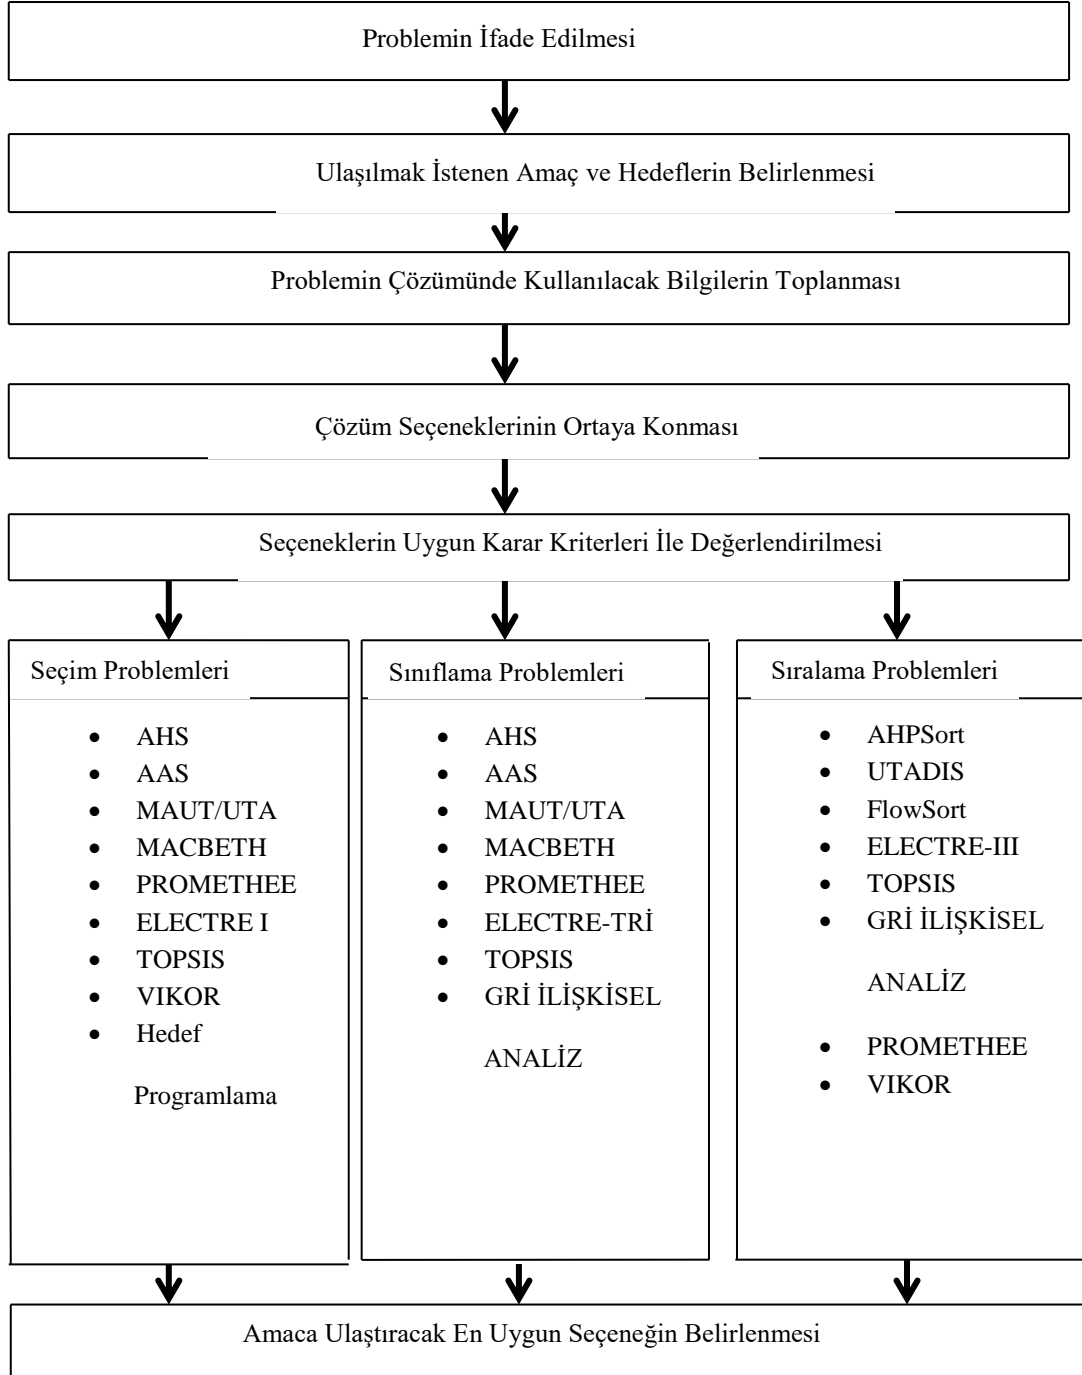 Problemin İfade Edilmesi
Ulaşılmak İstenen Amaç ve Hedeflerin Belirlenmesi
Problemin Çözümünde Kullanılacak Bilgilerin Toplanması
Çözüm Seçeneklerinin Ortaya Konması
Seçeneklerin Uygun Karar Kriterleri İle Değerlendirilmesi
Seçim Problemleri
• AHS
• AAS
• MAUT/UTA
• MACBETH
• PROMETHEE
• ELECTRE I
• TOPSIS
• VIKOR
• Hedef
Programlama
Sınıflama Problemleri
• AHS
• AAS
• MAUT/UTA
• MACBETH
• PROMETHEE
• ELECTRE-TRİ
• TOPSIS
• GRİ İLİŞKİSEL
ANALİZ
Sıralama Problemleri
• AHPSort
• UTADIS
• FlowSort
• ELECTRE-III
• TOPSIS
• GRİ İLİŞKİSEL
ANALİZ
• PROMETHEE
• VIKOR
Amaca Ulaştıracak En Uygun Seçeneğin Belirlenmesi